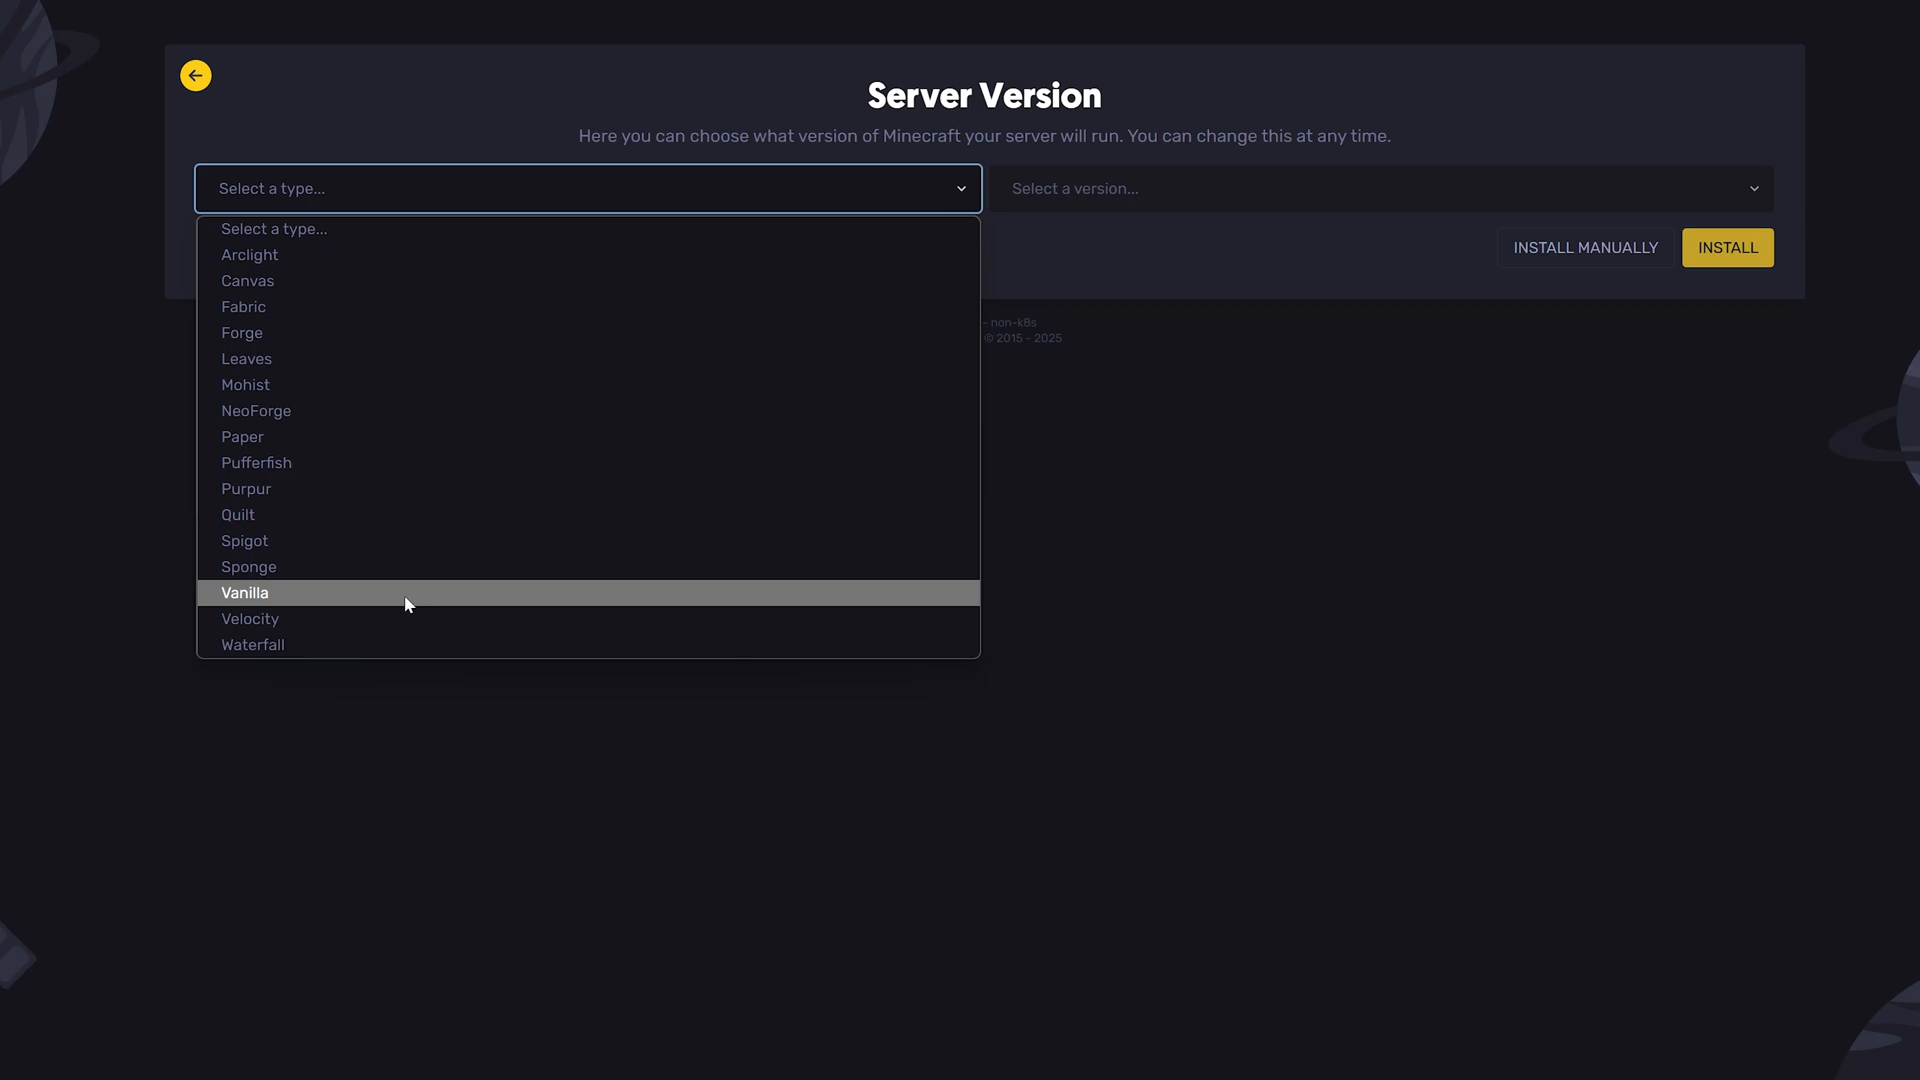 Server Version
Here you can choose what version of Minecraft your server will run. You can change this at any time.
Select a type...
Select a version...
Select a type...
Arclight
Canvas
Fabric
Forge
Leaves
Mohist
NeoForge
Paper
Pufferfish
Purpur
Quilt
Spigot
Sponge
Vanilla
Velocity
Waterfall
INSTALL MANUALLY
INSTALL
- non-k8s
© 2015 - 2025